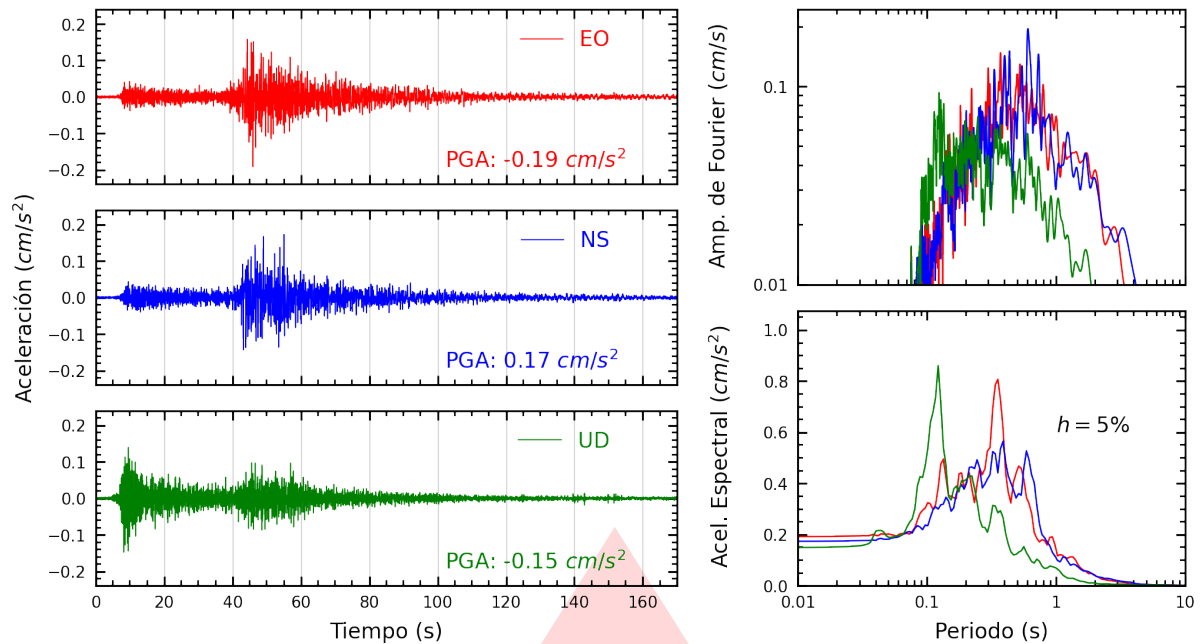 0.2
0.1
0.0
−0.1
−0.2
EO
PGA: -0.19 cm/s²
0.2
0.1
0.0
−0.1
−0.2
NS
PGA: 0.17 cm/s²
0.2
0.1
0.0
−0.1
−0.2
UD
PGA: -0.15 cm/s²
Aceleración (cm/s²)
0 20 40 60 80 100 120 140 160
Tiempo (s)
Amp. de Fourier (cm/s)
0.1
0.01
Acel. Espectral (cm/s²)
1.0
0.8
0.6
0.4
0.2
0.0
h = 5%
0.01 0.1 1 10
Periodo (s)